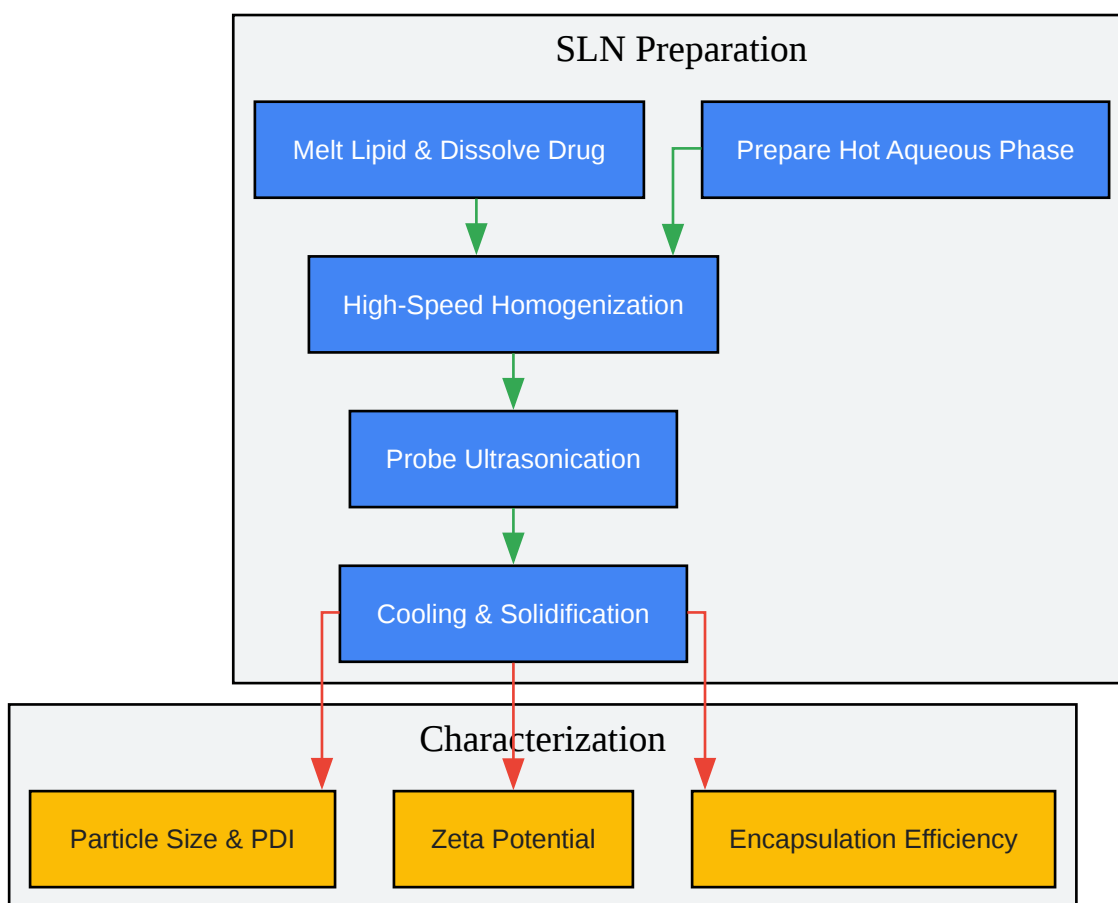 SLN Preparation
Melt Lipid & Dissolve Drug
Prepare Hot Aqueous Phase
High-Speed Homogenization
Probe Ultrasonication
Cooling & Solidification
Characterization
Particle Size & PDI
Zeta Potential
Encapsulation Efficiency